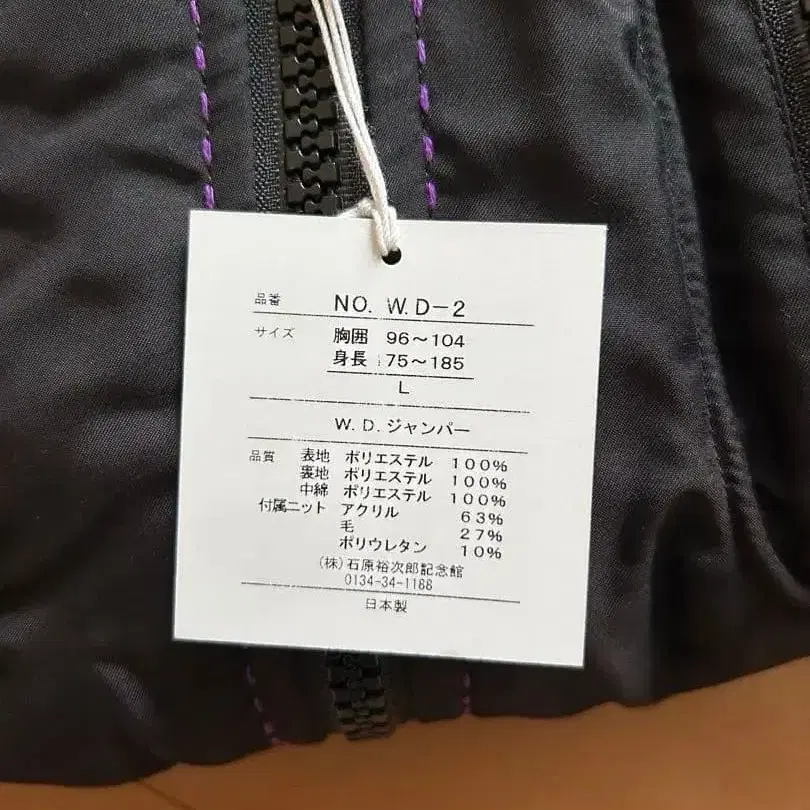 品番 NO. W.D-2
サイズ 胸囲 96～104
身長 175～185
L
W.D.ジャンパー
品質 表地 ポリエステル 100%
裏地 ポリエステル 100%
中綿 ポリエステル 100%
付属ニット アクリル 63%
毛 27%
ポリウレタン 10%
(株)石原裕次郎記念館
0134-34-1188
日本製